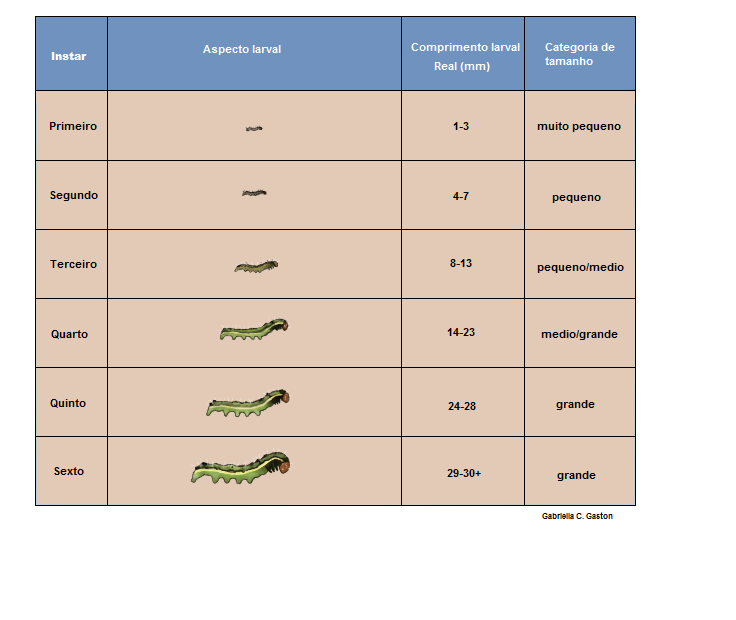 Instar
Aspecto larval
Comprimento larval
Real (mm)
Categoria de
tamanho
Primeiro
1-3
muito pequeno
Segundo
4-7
pequeno
Terceiro
8-13
pequeno/medio
Quarto
14-23
medio/grande
Quinto
24-28
grande
Sexto
29-30+
grande
Gabriella C. Gaston